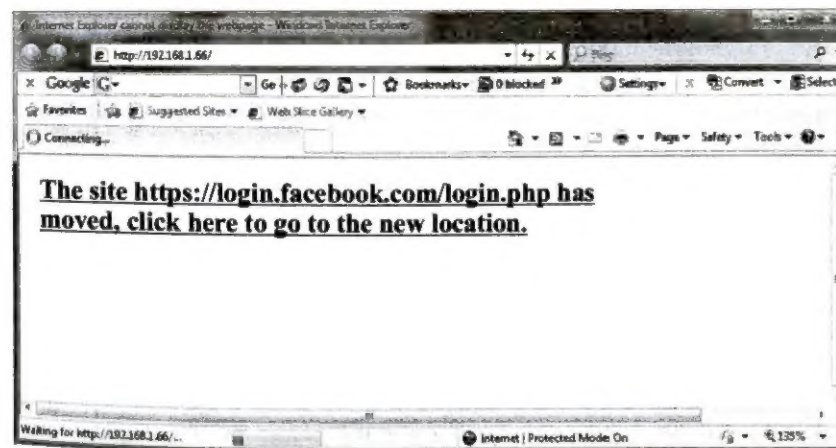 Internet Explorer cannot display the webpage - Windows Internet Explorer
http://192.168.1.66/
Bing
x Google G Go Bookmarks 0 blocked Settings x Convert Select
Favorites Suggested Sites Web Slice Gallery
Connecting...
Page Safety Tools
The site https://login.facebook.com/login.php has
moved, click here to go to the new location.
Waiting for http://192.168.1.66/... Internet | Protected Mode: On 135%